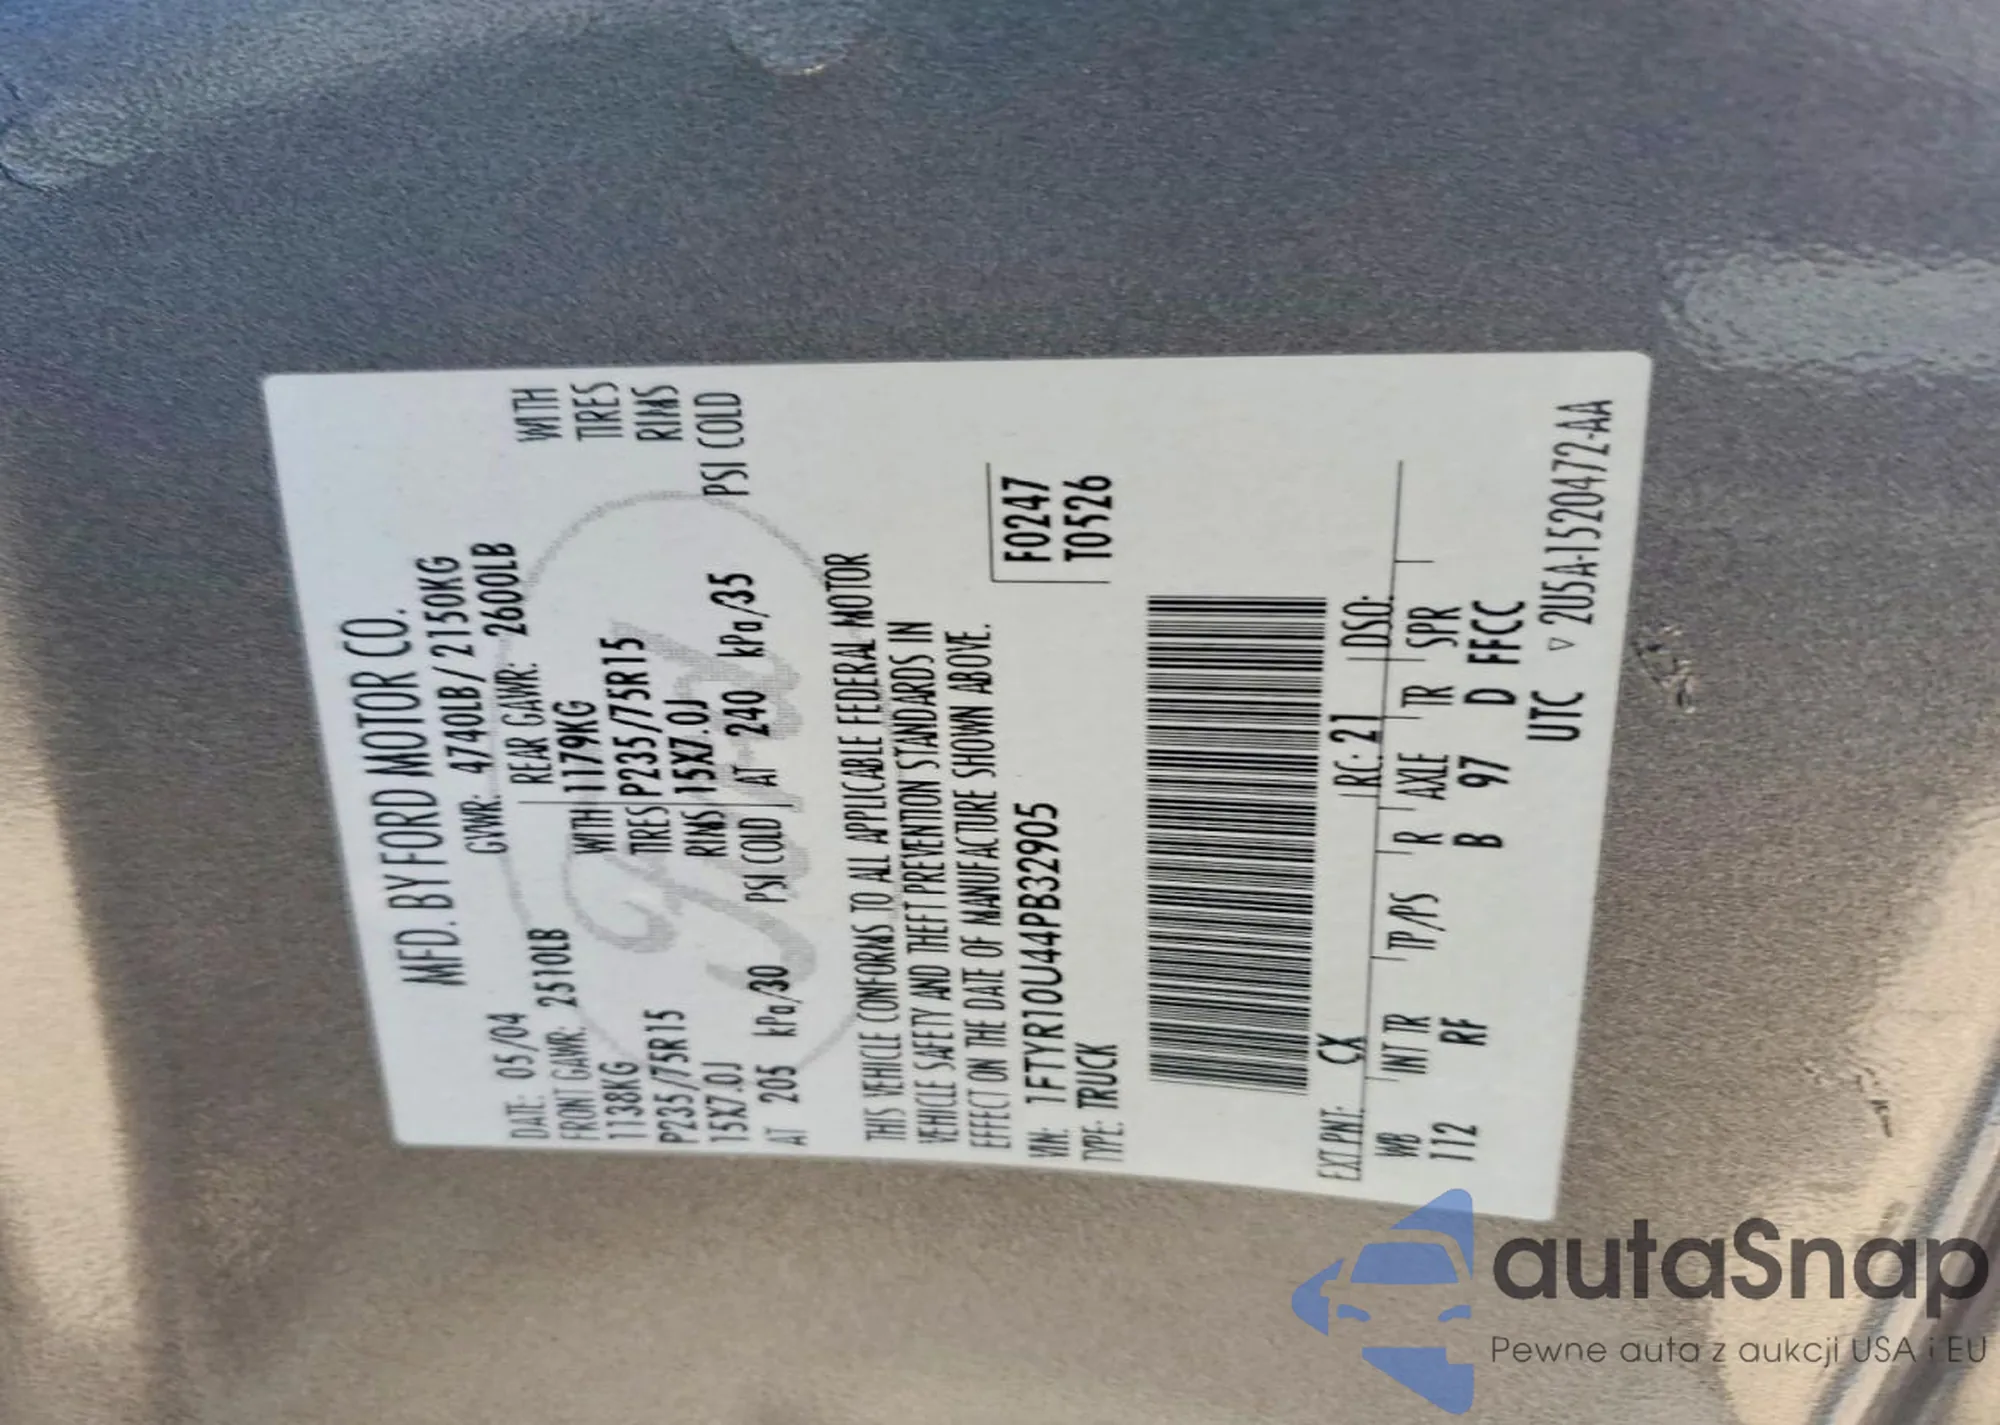 MFD. BY FORD MOTOR CO.
DATE: 05/04 GVWR: 4740LB/2150KG
FRONT GAWR: 2510LB REAR GAWR: 2600LB
1138KG WITH 1179KG WITH
P235/75R15 TIRES P235/75R15 TIRES
15X7.0J RIMS 15X7.0J RIMS
AT 205 kPa/30 PSI COLD AT 240 kPa/35 PSI COLD
THIS VEHICLE CONFORMS TO ALL APPLICABLE FEDERAL MOTOR
VEHICLE SAFETY AND THEFT PREVENTION STANDARDS IN
EFFECT ON THE DATE OF MANUFACTURE SHOWN ABOVE.
VIN: 1FTYR10U44PB32905 F0247
TYPE: TRUCK T0526
EXT PNT: CX RC: 21 DSO:
WB INT TR TP/PS R AXLE TR SPR
112 RF B 97 D FFCC
UTC ▽ 2U5A-1520472-AA
Ford
autaSnap
Pewne auta z aukcji USA i EU